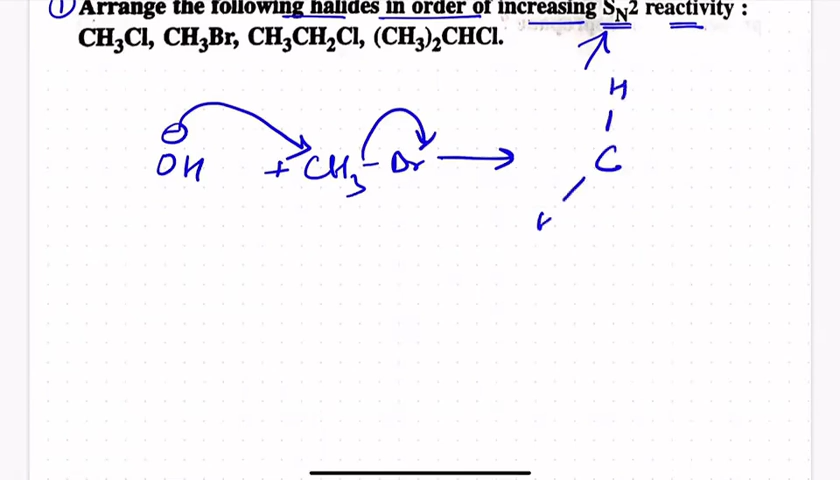 ① Arrange the following halides in order of increasing SN2 reactivity :
CH₃Cl, CH₃Br, CH₃CH₂Cl, (CH₃)₂CHCl.
H
⊖
OH + CH₃–Br → C